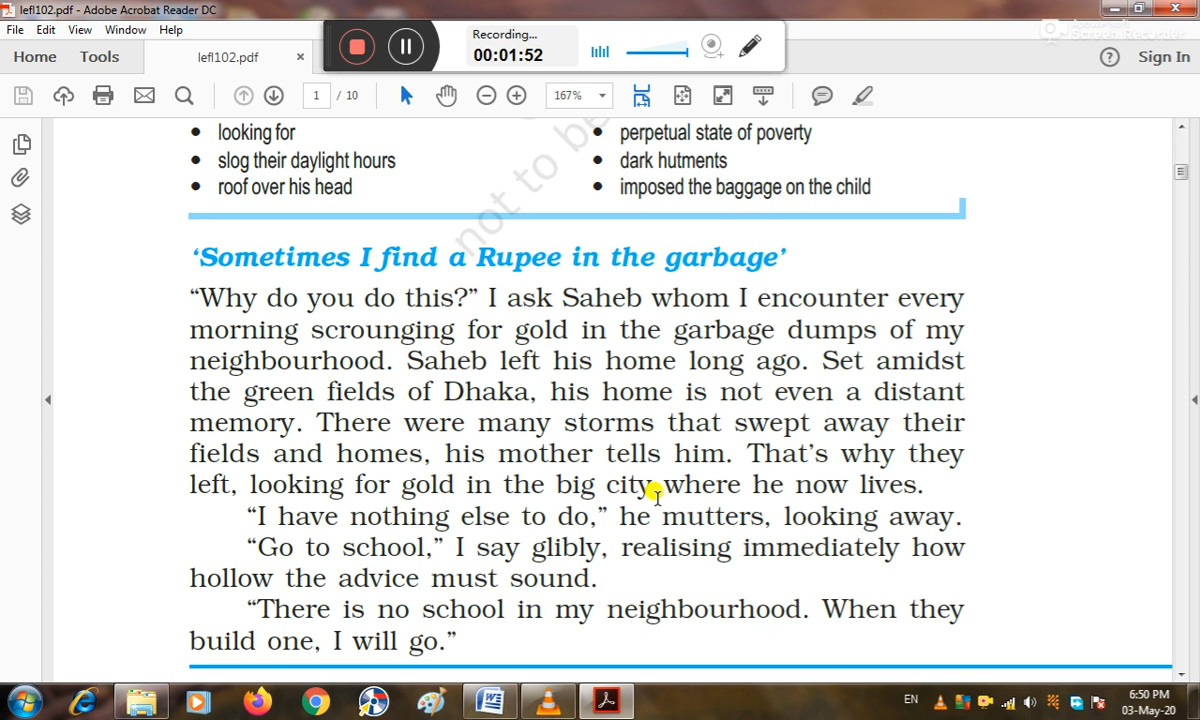 lefl102.pdf - Adobe Acrobat Reader DC
File Edit View Window Help
Recording...
00:01:52
Screen Recorder
Home Tools lefl102.pdf ×
? Sign In
1 / 10 167%
not to be
looking for
slog their daylight hours
roof over his head
perpetual state of poverty
dark hutments
imposed the baggage on the child
‘Sometimes I find a Rupee in the garbage’
“Why do you do this?” I ask Saheb whom I encounter every
morning scrounging for gold in the garbage dumps of my
neighbourhood. Saheb left his home long ago. Set amidst
the green fields of Dhaka, his home is not even a distant
memory. There were many storms that swept away their
fields and homes, his mother tells him. That’s why they
left, looking for gold in the big city where he now lives.
“I have nothing else to do,” he mutters, looking away.
“Go to school,” I say glibly, realising immediately how
hollow the advice must sound.
“There is no school in my neighbourhood. When they
build one, I will go.”
EN
6:50 PM
03-May-20